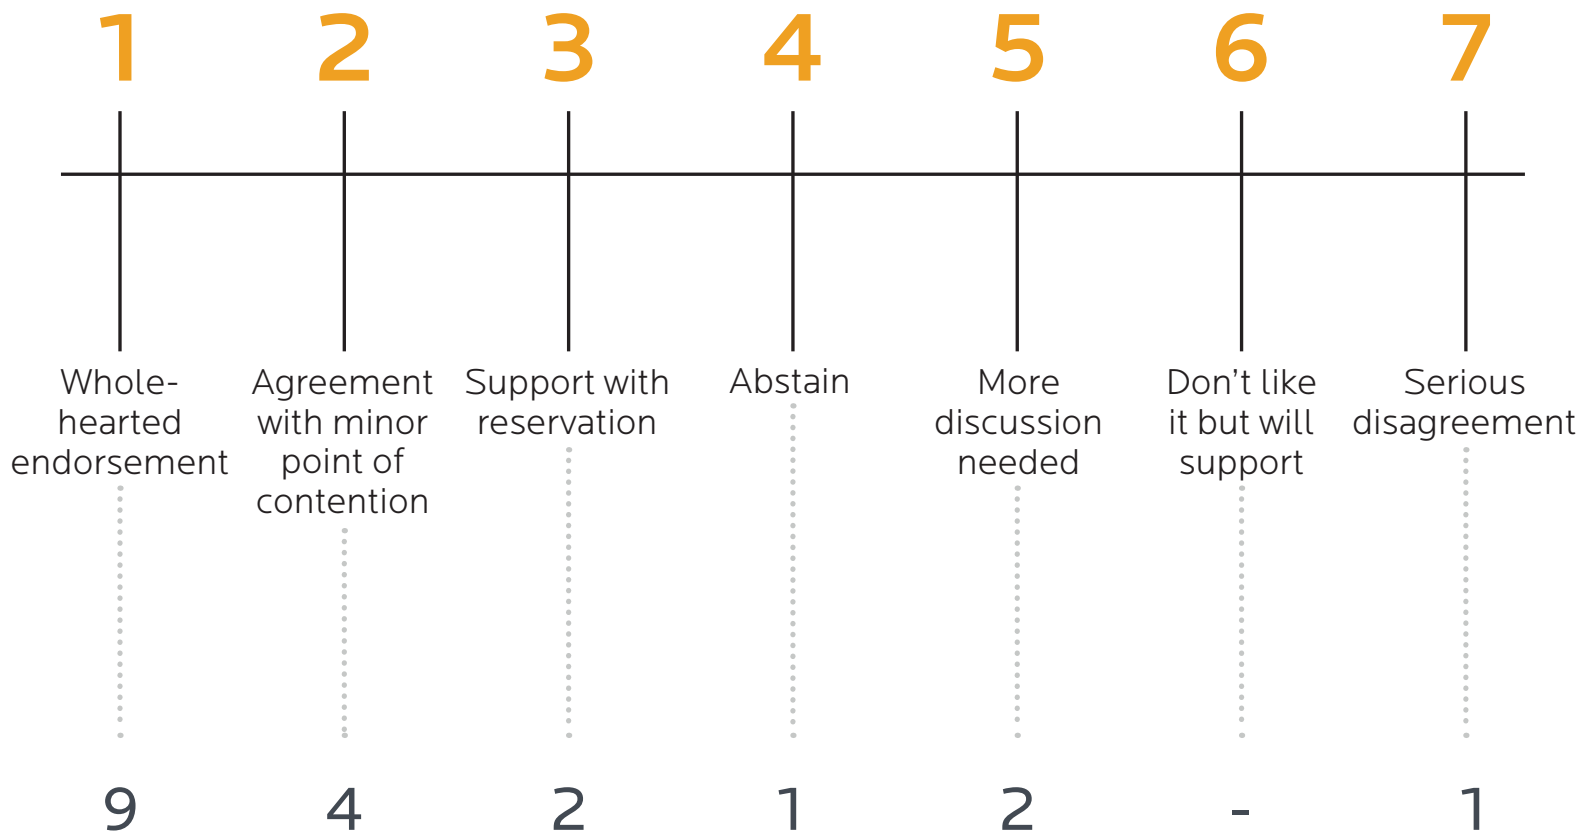 1 2 3 4 5 6 7
Whole-
hearted
endorsement
Agreement
with minor
point of
contention
Support with
reservation
Abstain
More
discussion
needed
Don’t like
it but will
support
Serious
disagreement
9 4 2 1 2 - 1